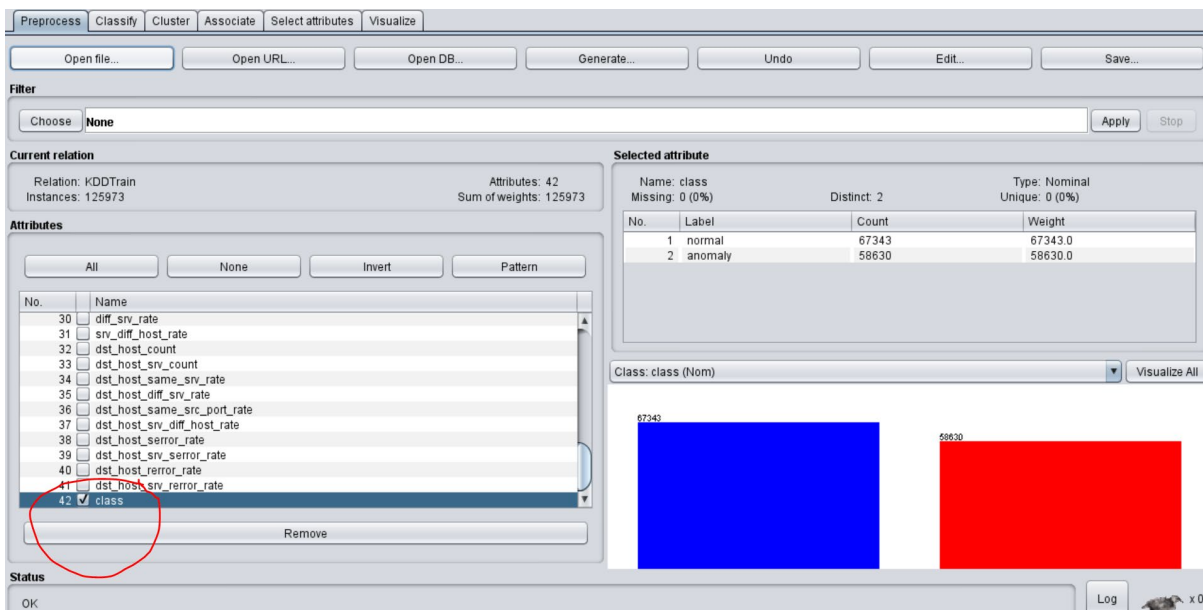 Preprocess Classify Cluster Associate Select attributes Visualize
Open file... Open URL... Open DB... Generate... Undo Edit... Save...
Filter
Choose None Apply Stop
Current relation
Relation: KDDTrain Attributes: 42
Instances: 125973 Sum of weights: 125973
Attributes
All None Invert Pattern
No. Name
30 diff_srv_rate
31 srv_diff_host_rate
32 dst_host_count
33 dst_host_srv_count
34 dst_host_same_srv_rate
35 dst_host_diff_srv_rate
36 dst_host_same_src_port_rate
37 dst_host_srv_diff_host_rate
38 dst_host_serror_rate
39 dst_host_srv_serror_rate
40 dst_host_rerror_rate
41 dst_host_srv_rerror_rate
42 class
Remove
Selected attribute
Name: class Type: Nominal
Missing: 0 (0%) Distinct: 2 Unique: 0 (0%)
No. Label Count Weight
1 normal 67343 67343.0
2 anomaly 58630 58630.0
Class: class (Nom) Visualize All
67343
58630
Status
OK Log x 0